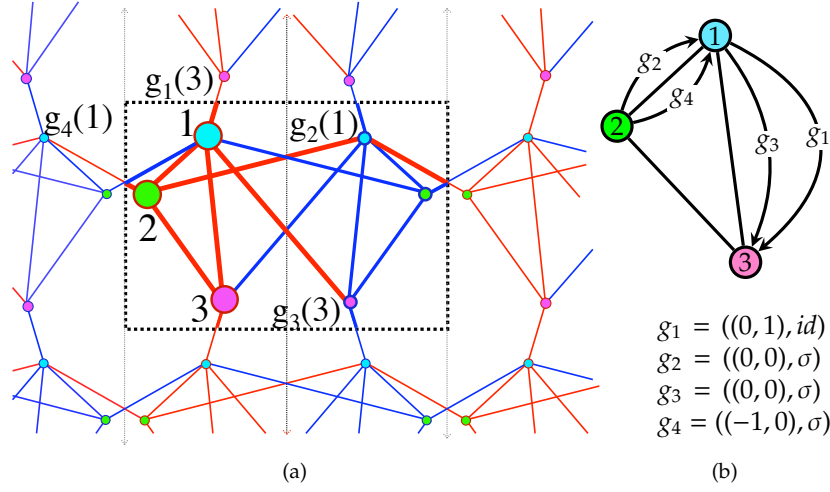 g₁(3)
g₄(1)
1
g₂(1)
2
3
g₃(3)
(a)
1
g₂
g₄
2
g₃
g₁
3
g₁ = ((0, 1), id)
g₂ = ((0, 0), σ)
g₃ = ((0, 0), σ)
g₄ = ((−1, 0), σ)
(b)